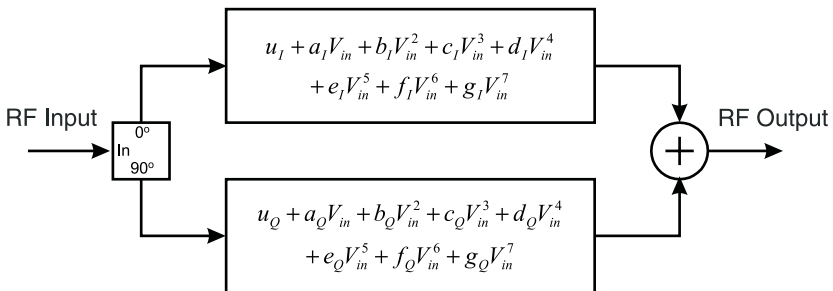 u_I + a_I V_in + b_I V_in^2 + c_I V_in^3 + d_I V_in^4
+ e_I V_in^5 + f_I V_in^6 + g_I V_in^7
RF Input
0º
In
90º
+
RF Output
u_Q + a_Q V_in + b_Q V_in^2 + c_Q V_in^3 + d_Q V_in^4
+ e_Q V_in^5 + f_Q V_in^6 + g_Q V_in^7